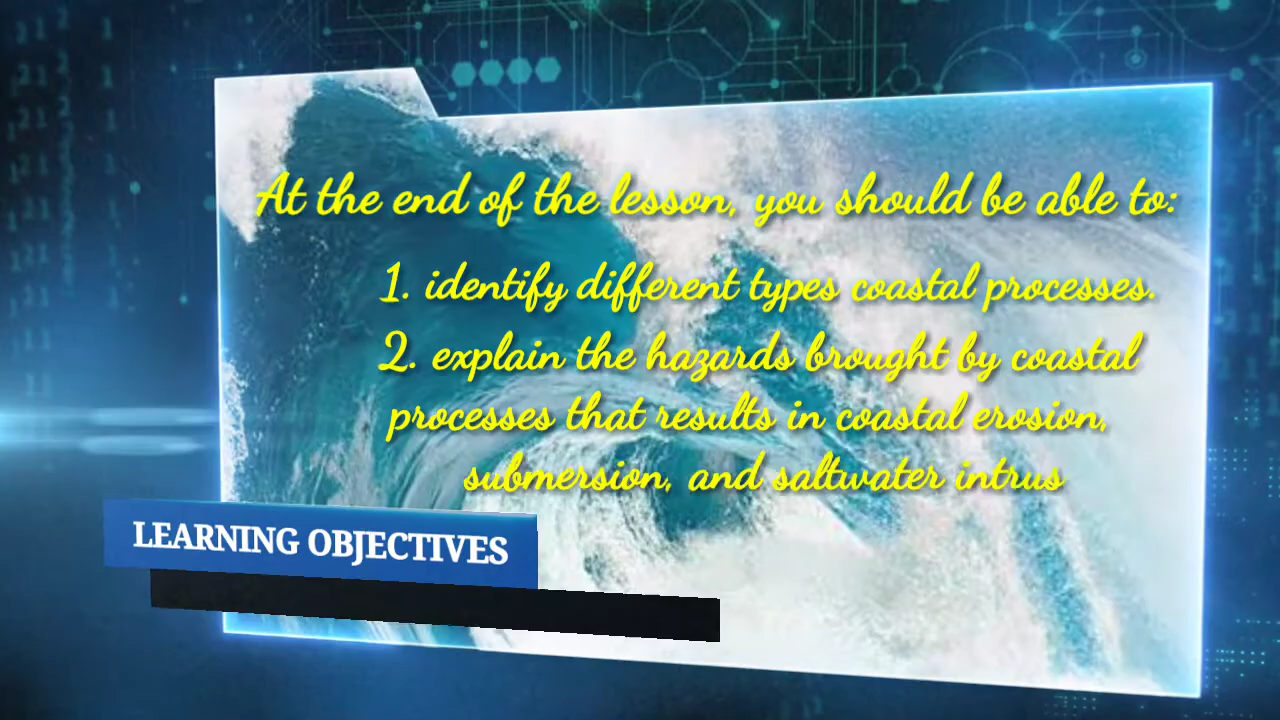 At the end of the lesson, you should be able to:
1. identify different types coastal processes.
2. explain the hazards brought by coastal
processes that results in coastal erosion,
submersion, and saltwater intrus
LEARNING OBJECTIVES